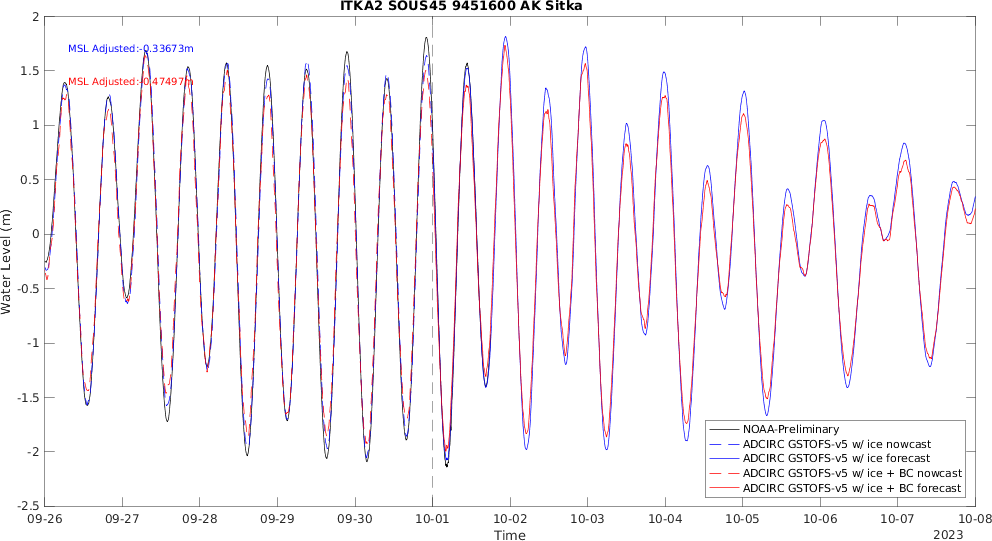 ITKA2 SOUS45 9451600 AK Sitka
2
1.5
1
0.5
0
-0.5
-1
-1.5
-2
-2.5
Water Level (m)
MSL Adjusted:-0.33673m
MSL Adjusted:-0.47497m
NOAA-Preliminary
ADCIRC GSTOFS-v5 w/ ice nowcast
ADCIRC GSTOFS-v5 w/ ice forecast
ADCIRC GSTOFS-v5 w/ ice + BC nowcast
ADCIRC GSTOFS-v5 w/ ice + BC forecast
09-26 09-27 09-28 09-29 09-30 10-01 10-02 10-03 10-04 10-05 10-06 10-07 10-08
Time
2023